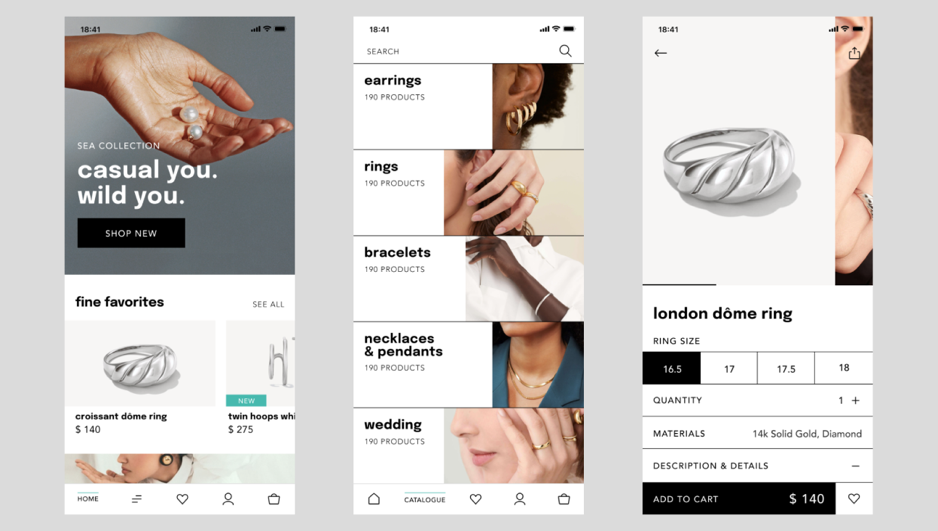 18:41
SEA COLLECTION
casual you.
wild you.
SHOP NEW
fine favorites
SEE ALL
NEW
croissant dôme ring
$ 140
twin hoops whi
$ 275
HOME
18:41
SEARCH
earrings
190 PRODUCTS
rings
190 PRODUCTS
bracelets
190 PRODUCTS
necklaces
& pendants
190 PRODUCTS
wedding
190 PRODUCTS
CATALOGUE
18:41
london dôme ring
RING SIZE
16.5 17 17.5 18
QUANTITY 1 +
MATERIALS 14k Solid Gold, Diamond
DESCRIPTION & DETAILS –
ADD TO CART $ 140